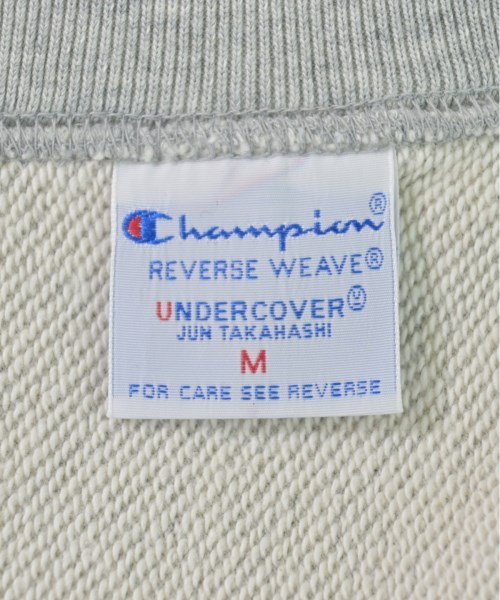 Champion®
REVERSE WEAVE®
UNDERCOVER Ⓤ
JUN TAKAHASHI
M
FOR CARE SEE REVERSE